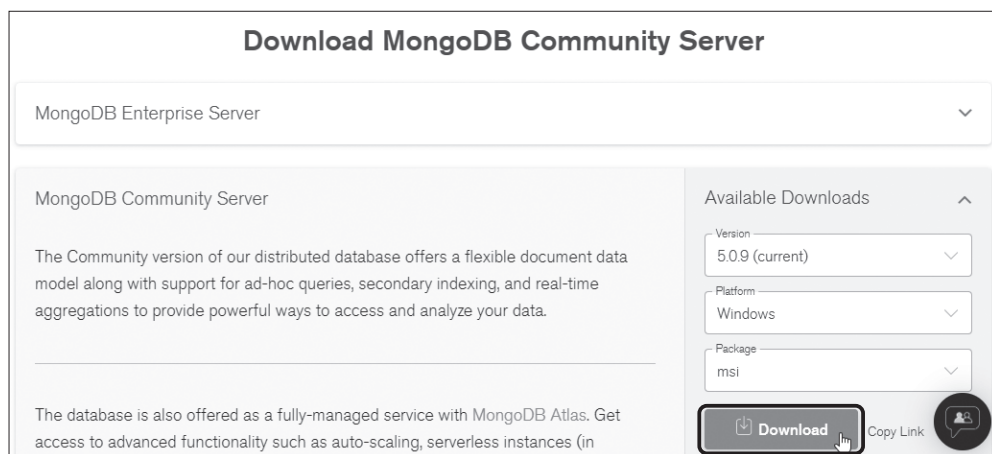 Download MongoDB Community Server
MongoDB Enterprise Server
MongoDB Community Server
The Community version of our distributed database offers a flexible document data
model along with support for ad-hoc queries, secondary indexing, and real-time
aggregations to provide powerful ways to access and analyze your data.
The database is also offered as a fully-managed service with MongoDB Atlas. Get
access to advanced functionality such as auto-scaling, serverless instances (in
Available Downloads
Version
5.0.9 (current)
Platform
Windows
Package
msi
Download
Copy Link